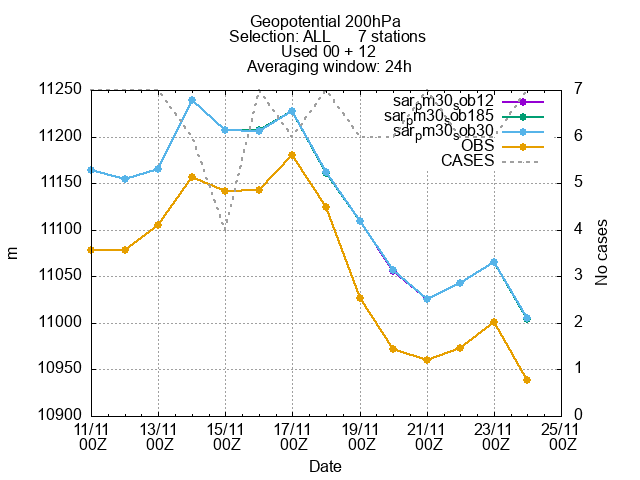 Geopotential 200hPa
Selection: ALL 7 stations
Used 00 + 12
Averaging window: 24h
sar_pm30_sob12
sar_pm30_sob185
sar_pm30_sob30
OBS
CASES
11250
11200
11150
11100
11050
11000
10950
10900
m
7
6
5
4
3
2
1
0
No cases
11/11 13/11 15/11 17/11 19/11 21/11 23/11 25/11
00Z 00Z 00Z 00Z 00Z 00Z 00Z 00Z
Date